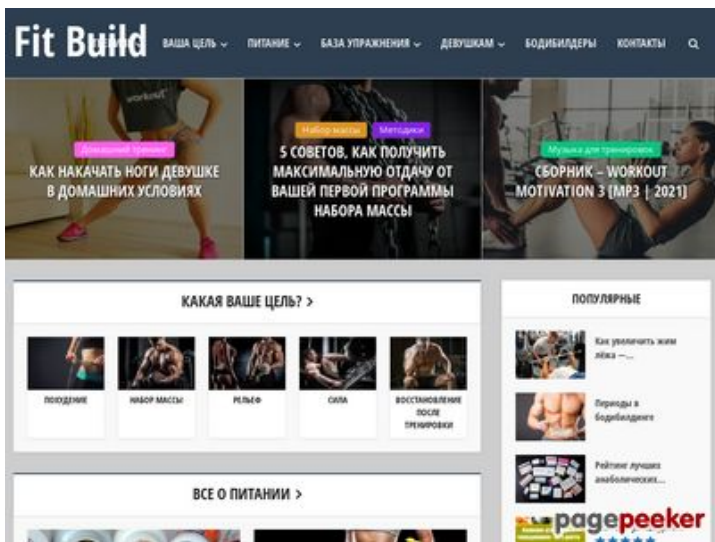 Fit Build
ВАША ЦЕЛЬ
ПИТАНИЕ
БАЗА УПРАЖНЕНИЯ
ДЕВУШКАМ
БОДИБИЛДЕРЫ
КОНТАКТЫ
workout
Домашний тренинг
КАК НАКАЧАТЬ НОГИ ДЕВУШКЕ
В ДОМАШНИХ УСЛОВИЯХ
Набор массы Методики
5 СОВЕТОВ, КАК ПОЛУЧИТЬ
МАКСИМАЛЬНУЮ ОТДАЧУ ОТ
ВАШЕЙ ПЕРВОЙ ПРОГРАММЫ
НАБОРА МАССЫ
Музыка для тренировок
СБОРНИК – WORKOUT
MOTIVATION 3 [MP3 | 2021]
КАКАЯ ВАШЕ ЦЕЛЬ? >
ПОХУДЕНИЕ
НАБОР МАССЫ
РЕЛЬЕФ
СИЛА
ВОССТАНОВЛЕНИЕ
ПОСЛЕ
ТРЕНИРОВКИ
ВСЕ О ПИТАНИИ >
ПОПУЛЯРНЫЕ
Как увеличить жим
лёжа —...
Периоды в
бодибилдинге
Рейтинг лучших
анаболических...
pagepeeker